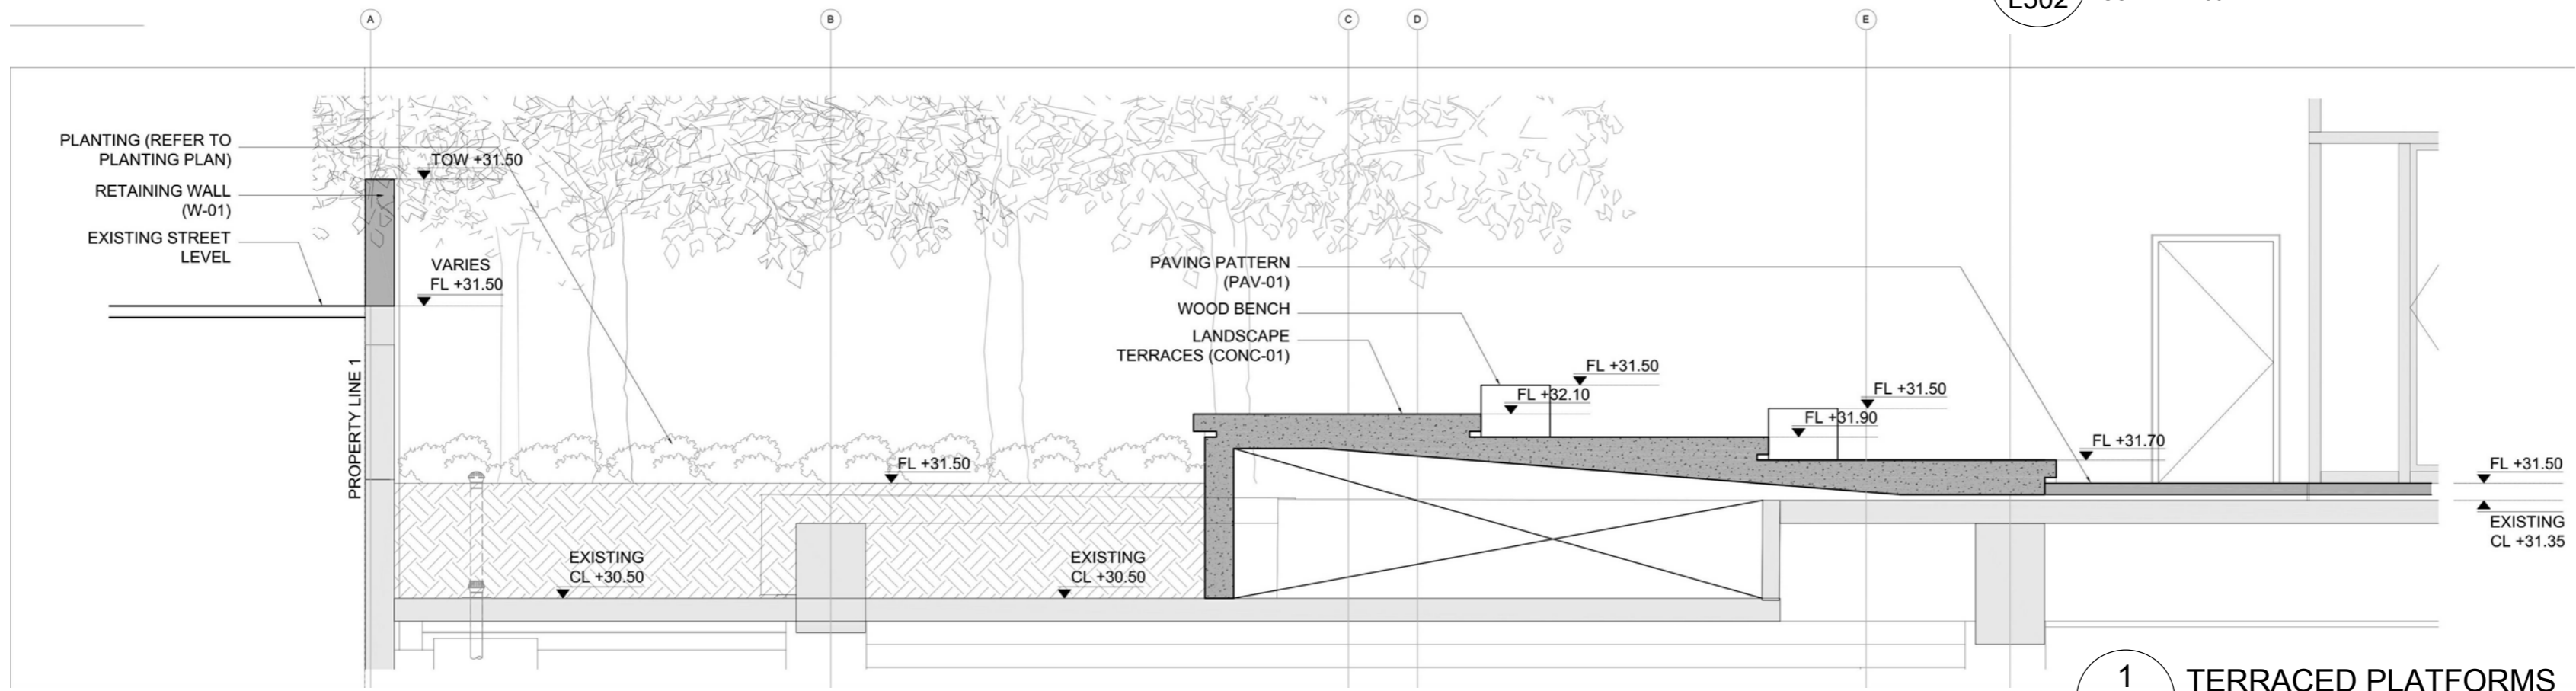 L502
A
B
C
D
E
PLANTING (REFER TO
PLANTING PLAN)
RETAINING WALL
(W-01)
EXISTING STREET
LEVEL
TOW +31.50
VARIES
FL +31.50
PROPERTY LINE 1
PAVING PATTERN
(PAV-01)
WOOD BENCH
LANDSCAPE
TERRACES (CONC-01)
FL +31.50
FL +32.10
FL +31.50
FL +31.90
FL +31.70
FL +31.50
FL +31.50
EXISTING
CL +31.35
EXISTING
CL +30.50
EXISTING
CL +30.50
1
TERRACED PLATFORMS